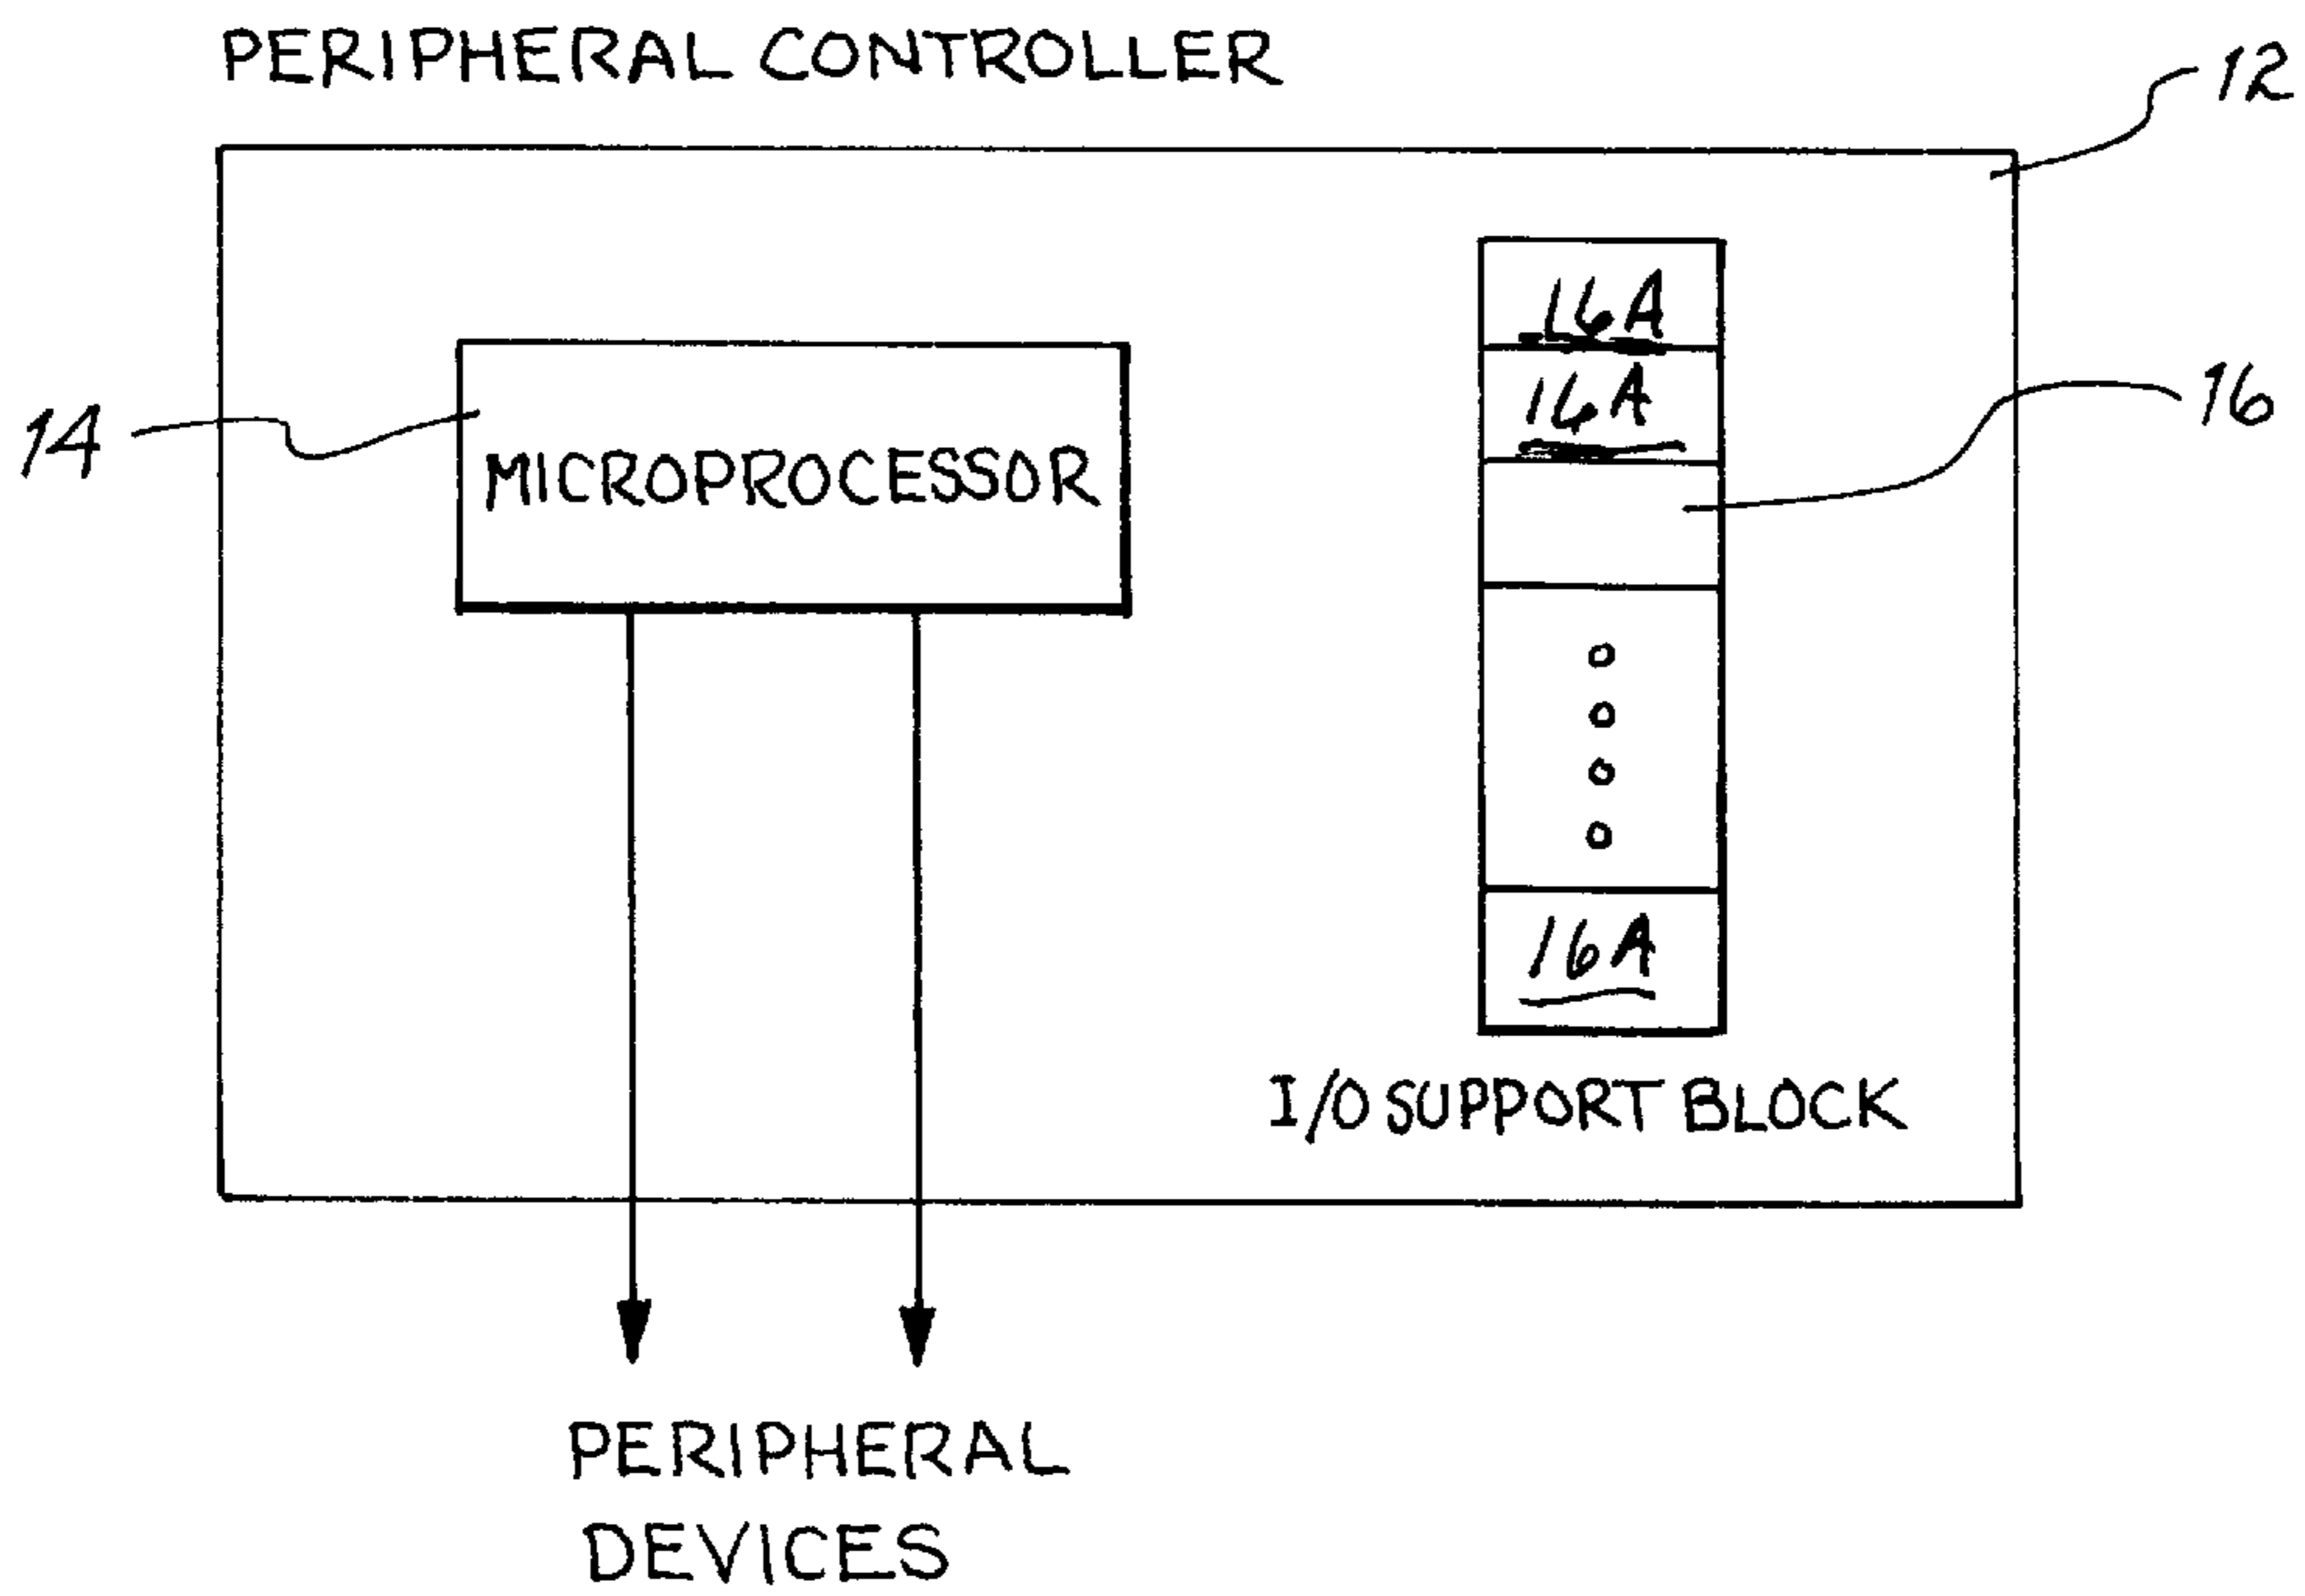 PERIPHERAL CONTROLLER
12
16A
16A
16
14
MICROPROCESSOR
16A
I/O SUPPORT BLOCK
PERIPHERAL
DEVICES